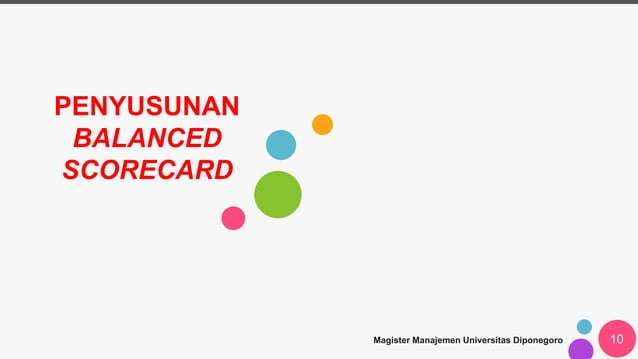 PENYUSUNAN
BALANCED
SCORECARD
Magister Manajemen Universitas Diponegoro
10